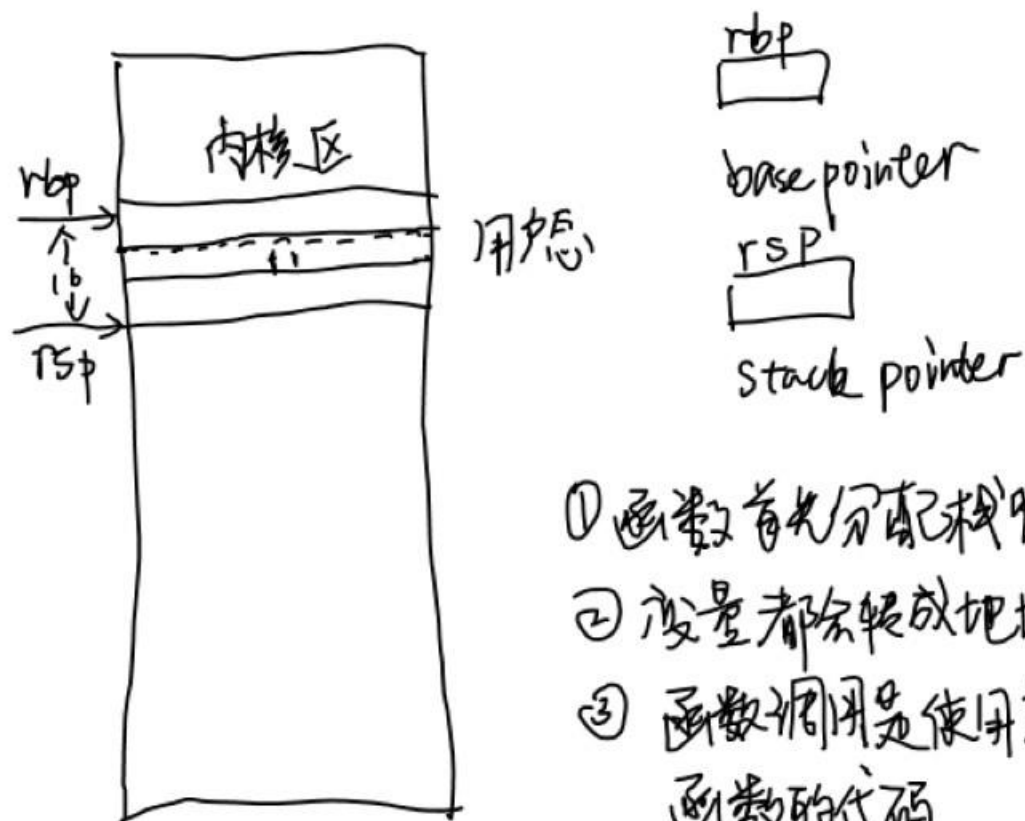 rbp
内核区
rbp
base pointer
用户态
rsp
16
11
rsp
stack pointer
① 函数首先分配栈
② 变量都会转成地
③ 函数调用是使用
函数的代码